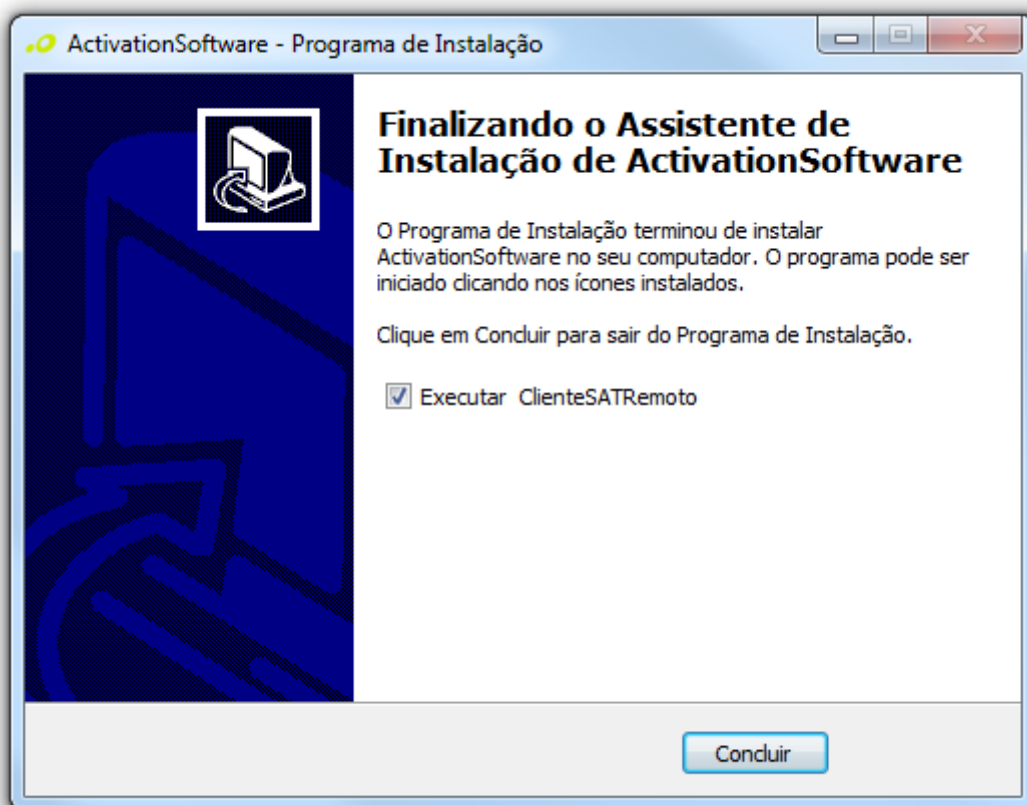 ActivationSoftware - Programa de Instalação
Finalizando o Assistente de
Instalação de ActivationSoftware
O Programa de Instalação terminou de instalar
ActivationSoftware no seu computador. O programa pode ser
iniciado clicando nos ícones instalados.
Clique em Concluir para sair do Programa de Instalação.
Executar ClienteSATRemoto
Concluir